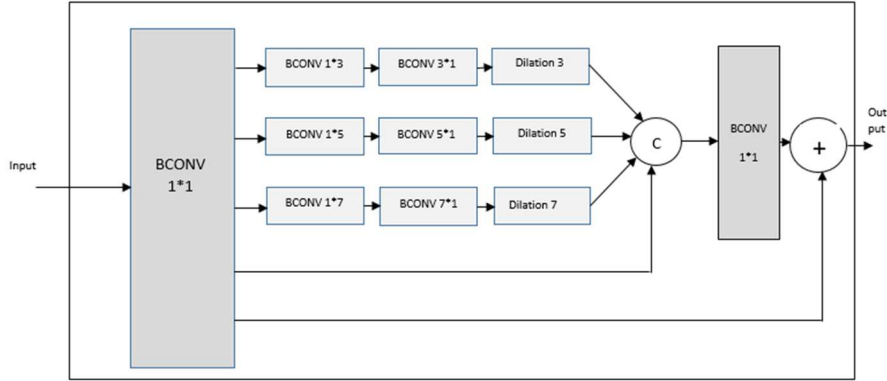 Input
BCONV
1*1
BCONV 1*3
BCONV 3*1
Dilation 3
BCONV 1*5
BCONV 5*1
Dilation 5
BCONV 1*7
BCONV 7*1
Dilation 7
C
BCONV
1*1
+
Out
put